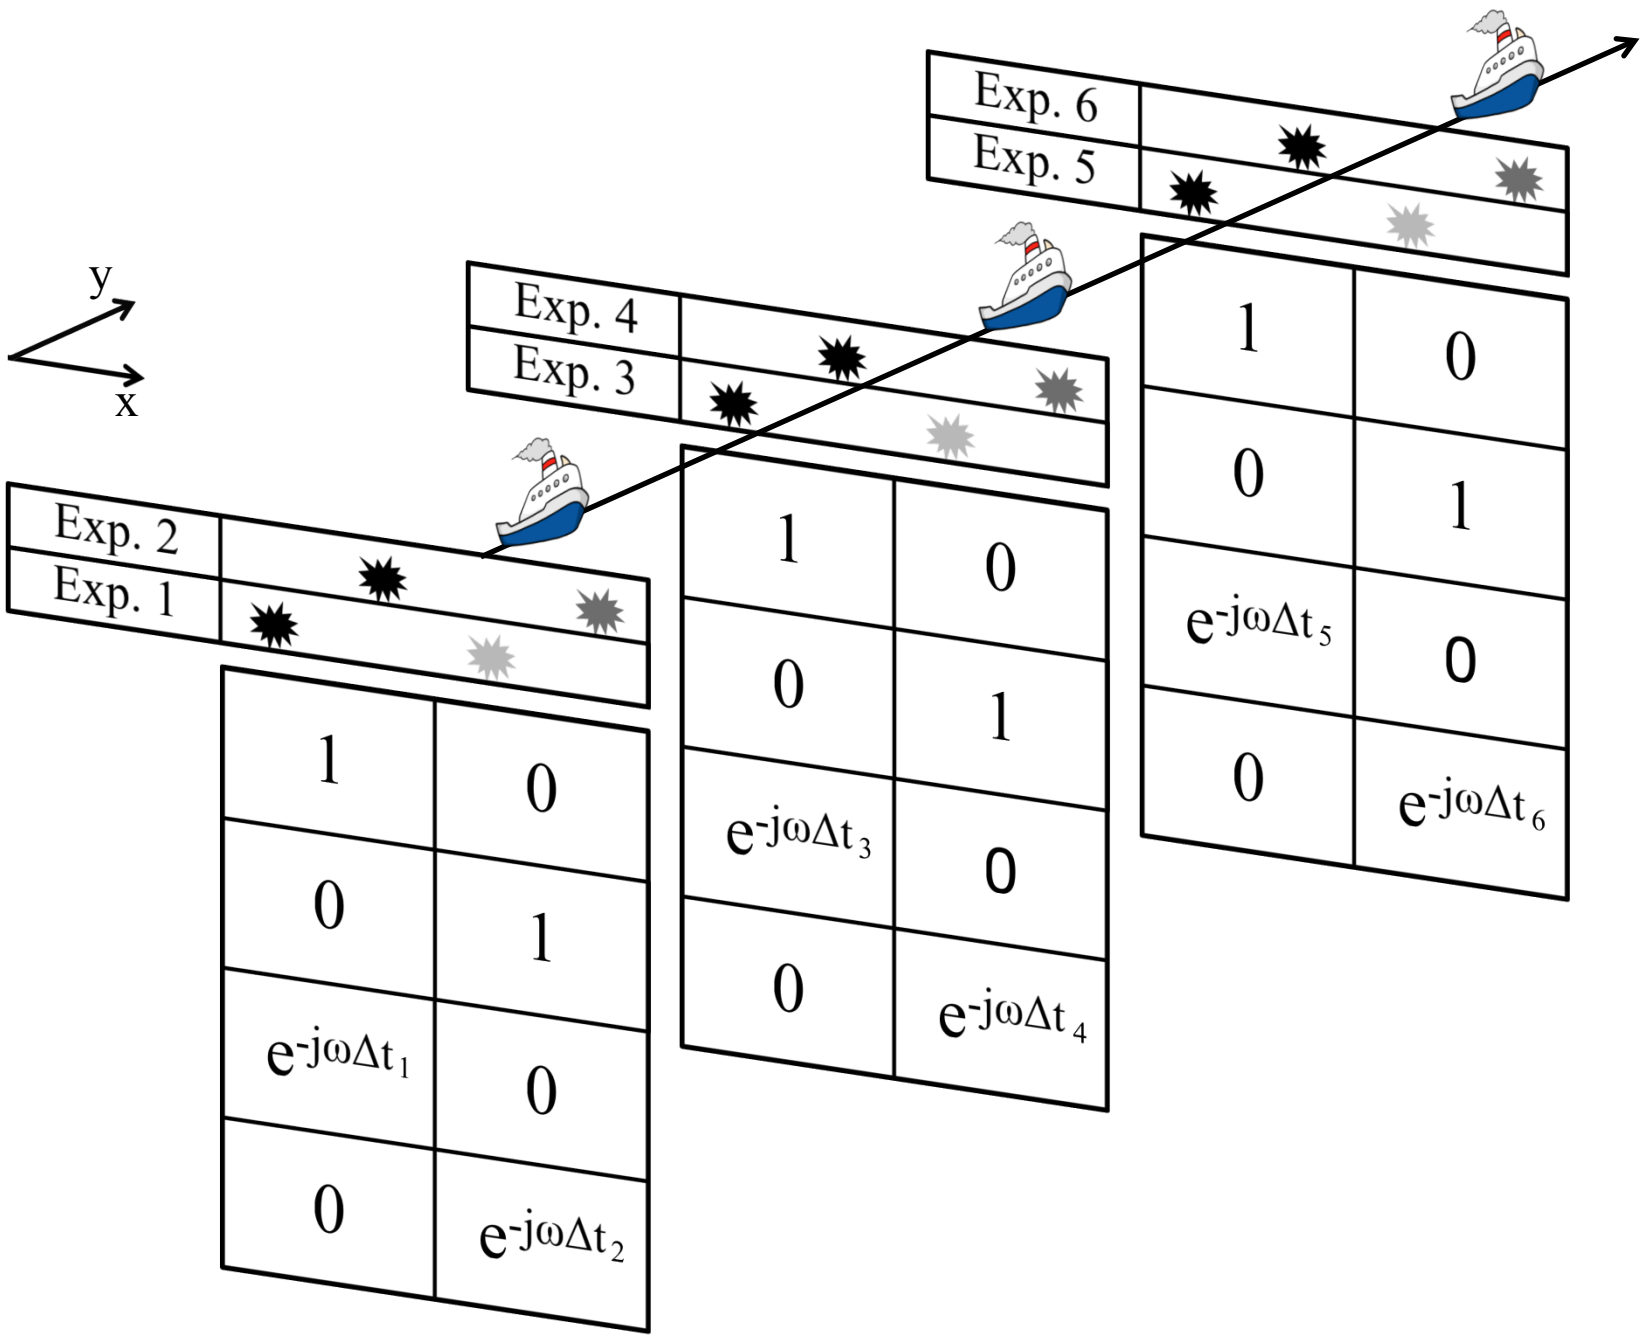 Exp. 6
Exp. 5
1 0
0 1
e^-jωΔt₅ 0
0 e^-jωΔt₆
y
x
Exp. 4
Exp. 3
1 0
0 1
e^-jωΔt₃ 0
0 e^-jωΔt₄
Exp. 2
Exp. 1
1 0
0 1
e^-jωΔt₁ 0
0 e^-jωΔt₂